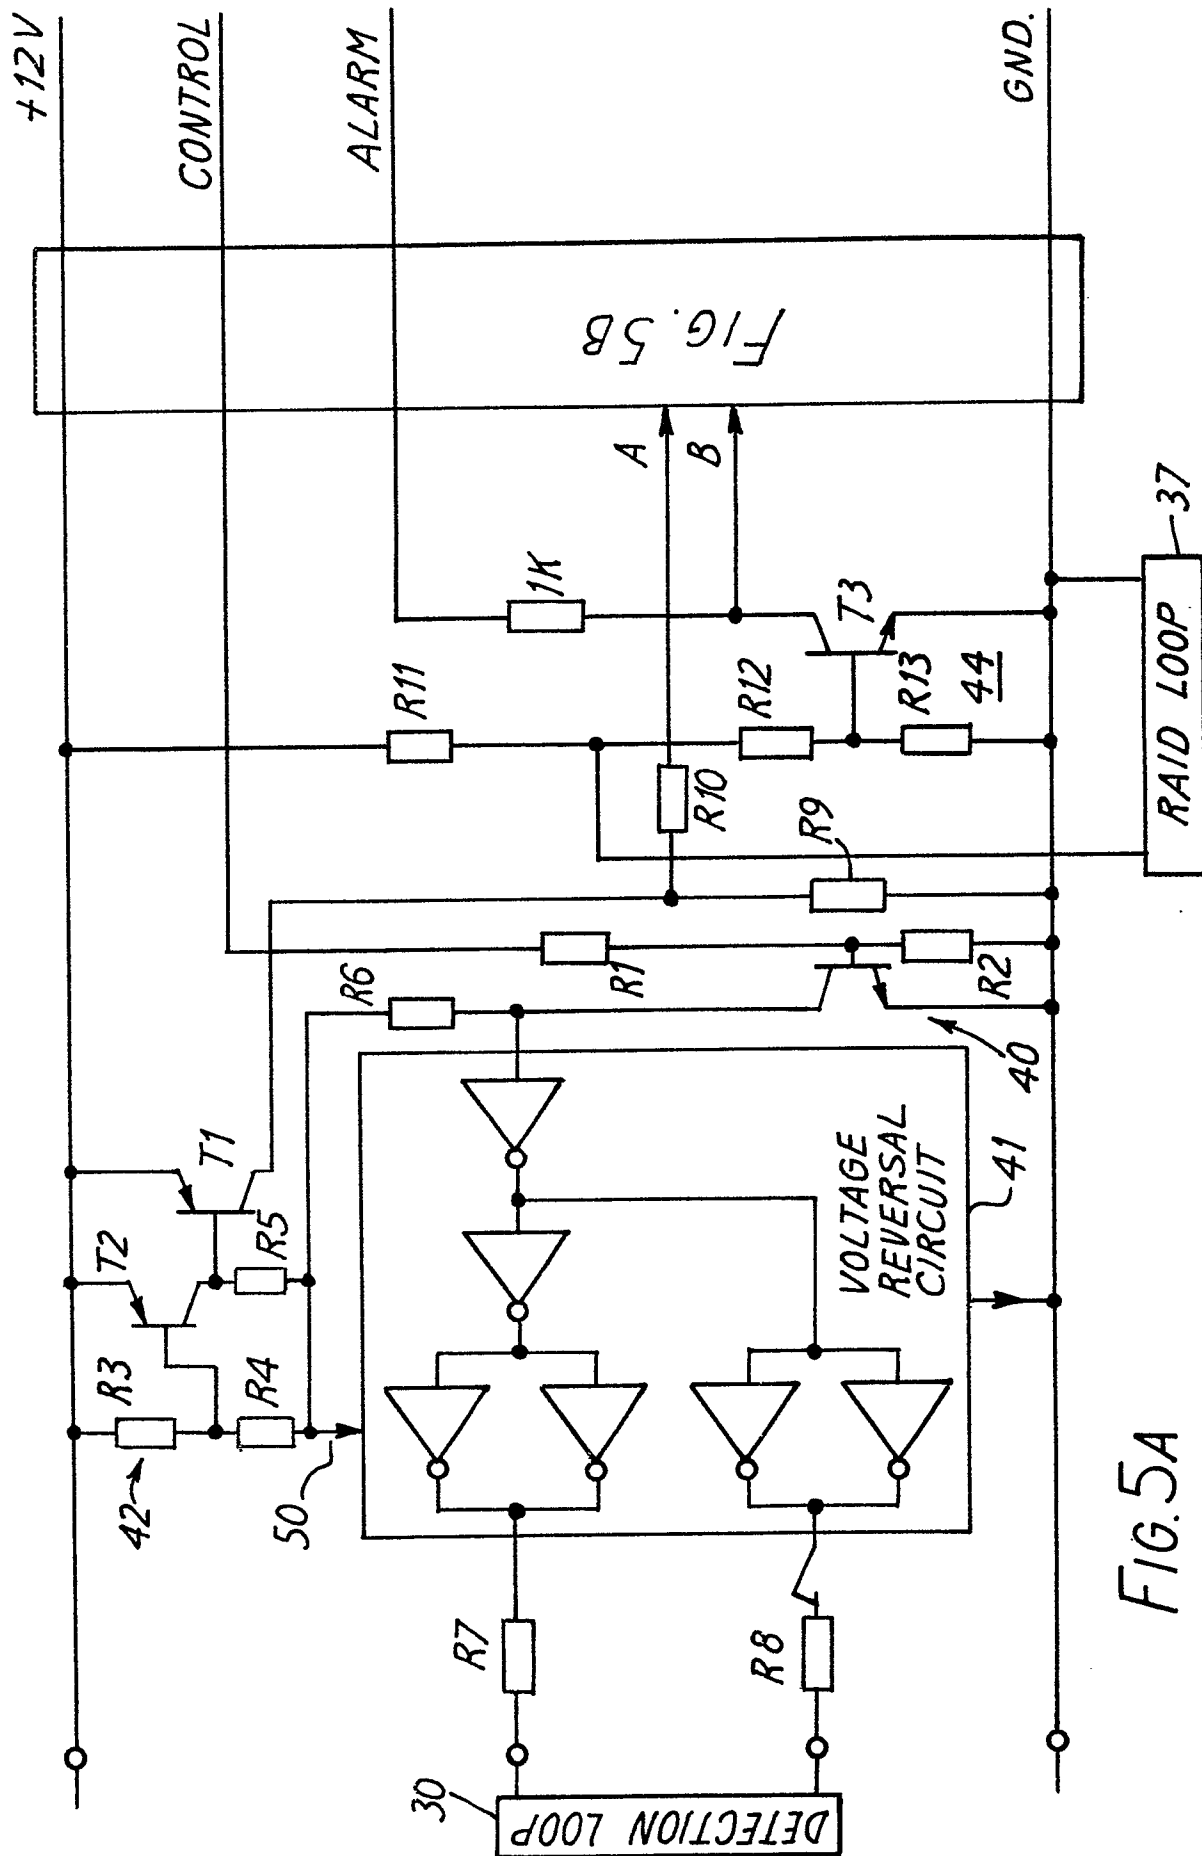 +12V
CONTROL
ALARM
GND.
FIG. 5B
A
B
37
1K
T3
R11
R12
R13
44
RAID LOOP
R10
R9
R1
R2
R6
40
T1
T2
R5
R3
R4
42
50
VOLTAGE
REVERSAL
CIRCUIT
41
R7
R8
30
DETECTION LOOP
FIG. 5A